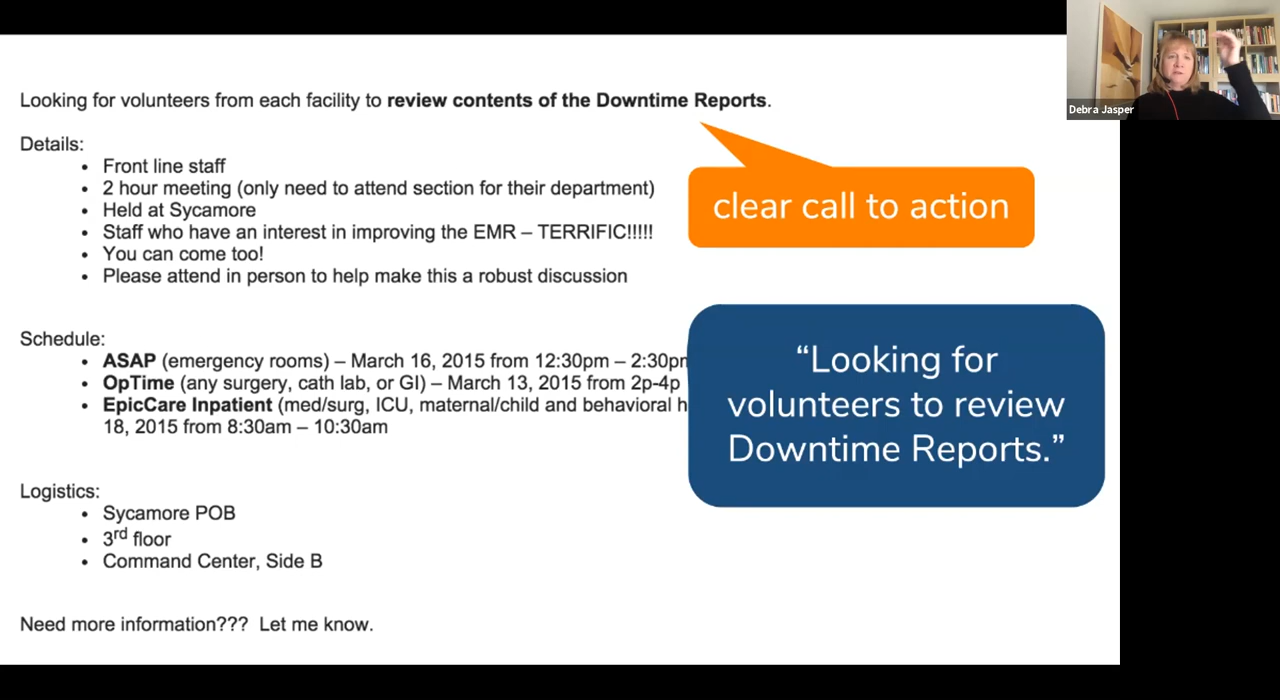 Looking for volunteers from each facility to review contents of the Downtime Reports.
Details:
• Front line staff
• 2 hour meeting (only need to attend section for their department)
• Held at Sycamore
• Staff who have an interest in improving the EMR – TERRIFIC!!!!!
• You can come too!
• Please attend in person to help make this a robust discussion
Schedule:
• ASAP (emergency rooms) – March 16, 2015 from 12:30pm – 2:30pm
• OpTime (any surgery, cath lab, or GI) – March 13, 2015 from 2p-4p
• EpicCare Inpatient (med/surg, ICU, maternal/child and behavioral h
18, 2015 from 8:30am – 10:30am
Logistics:
• Sycamore POB
• 3rd floor
• Command Center, Side B
Need more information??? Let me know.
clear call to action
“Looking for
volunteers to review
Downtime Reports.”
Debra Jasper